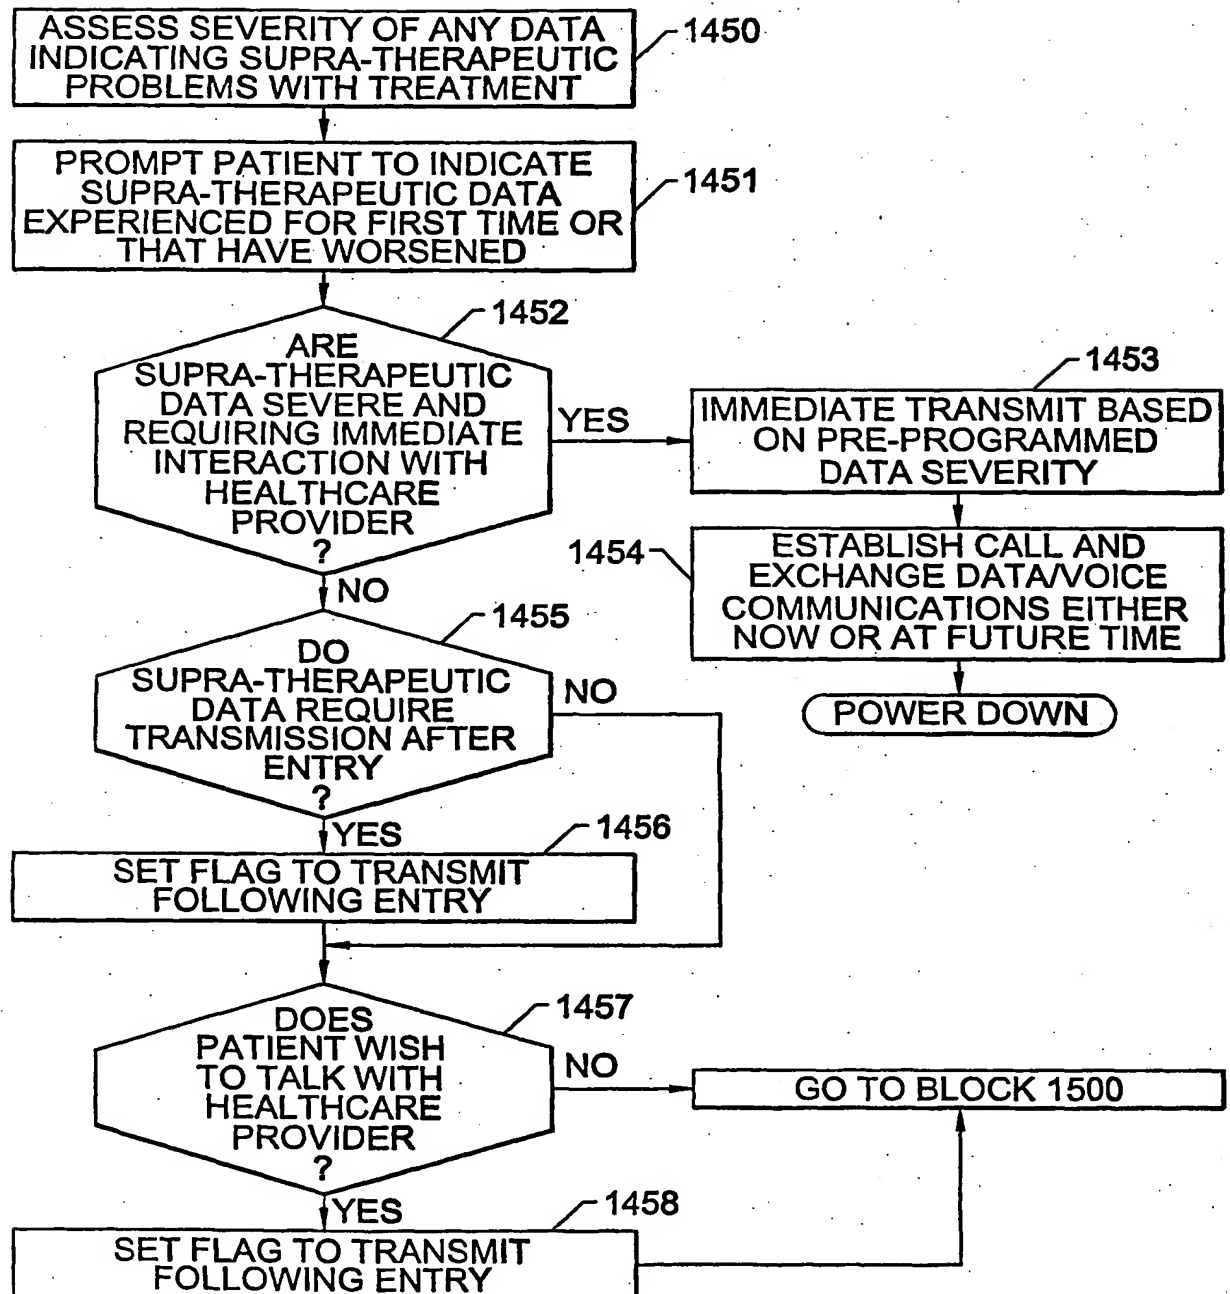 ASSESS SEVERITY OF ANY DATA
INDICATING SUPRA-THERAPEUTIC
PROBLEMS WITH TREATMENT
1450
PROMPT PATIENT TO INDICATE
SUPRA-THERAPEUTIC DATA
EXPERIENCED FOR FIRST TIME OR
THAT HAVE WORSENED
1451
1452
ARE
SUPRA-THERAPEUTIC
DATA SEVERE AND
REQUIRING IMMEDIATE
INTERACTION WITH
HEALTHCARE
PROVIDER
?
YES
NO
1453
IMMEDIATE TRANSMIT BASED
ON PRE-PROGRAMMED
DATA SEVERITY
1454
ESTABLISH CALL AND
EXCHANGE DATA/VOICE
COMMUNICATIONS EITHER
NOW OR AT FUTURE TIME
POWER DOWN
1455
DO
SUPRA-THERAPEUTIC
DATA REQUIRE
TRANSMISSION AFTER
ENTRY
?
NO
YES
1456
SET FLAG TO TRANSMIT
FOLLOWING ENTRY
1457
DOES
PATIENT WISH
TO TALK WITH
HEALTHCARE
PROVIDER
?
NO
GO TO BLOCK 1500
YES
1458
SET FLAG TO TRANSMIT
FOLLOWING ENTRY